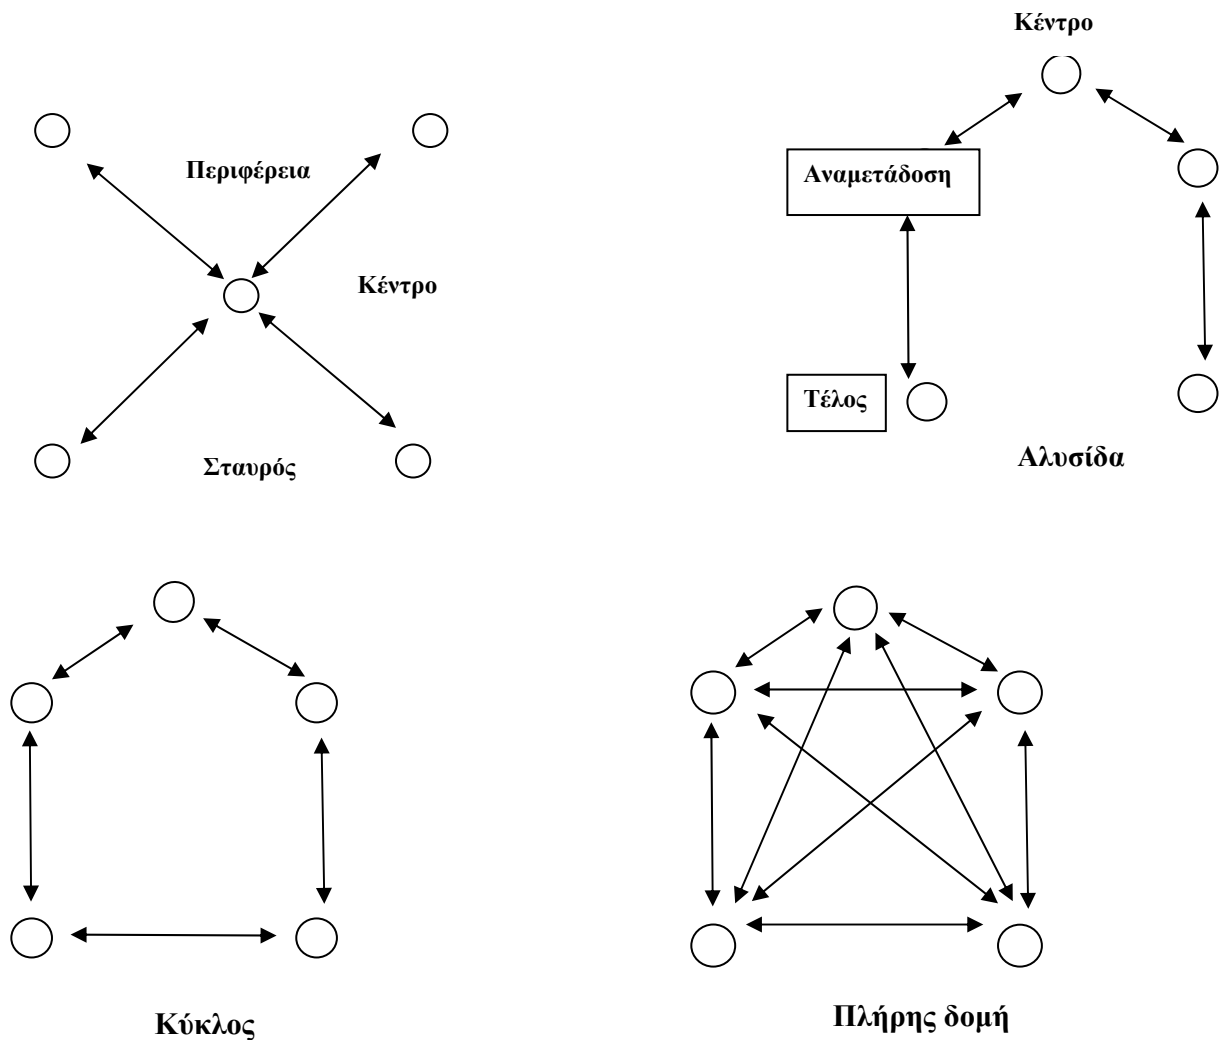 Κέντρο
Περιφέρεια
Αναμετάδοση
Κέντρο
Τέλος
Σταυρός
Αλυσίδα
Κύκλος
Πλήρης δομή